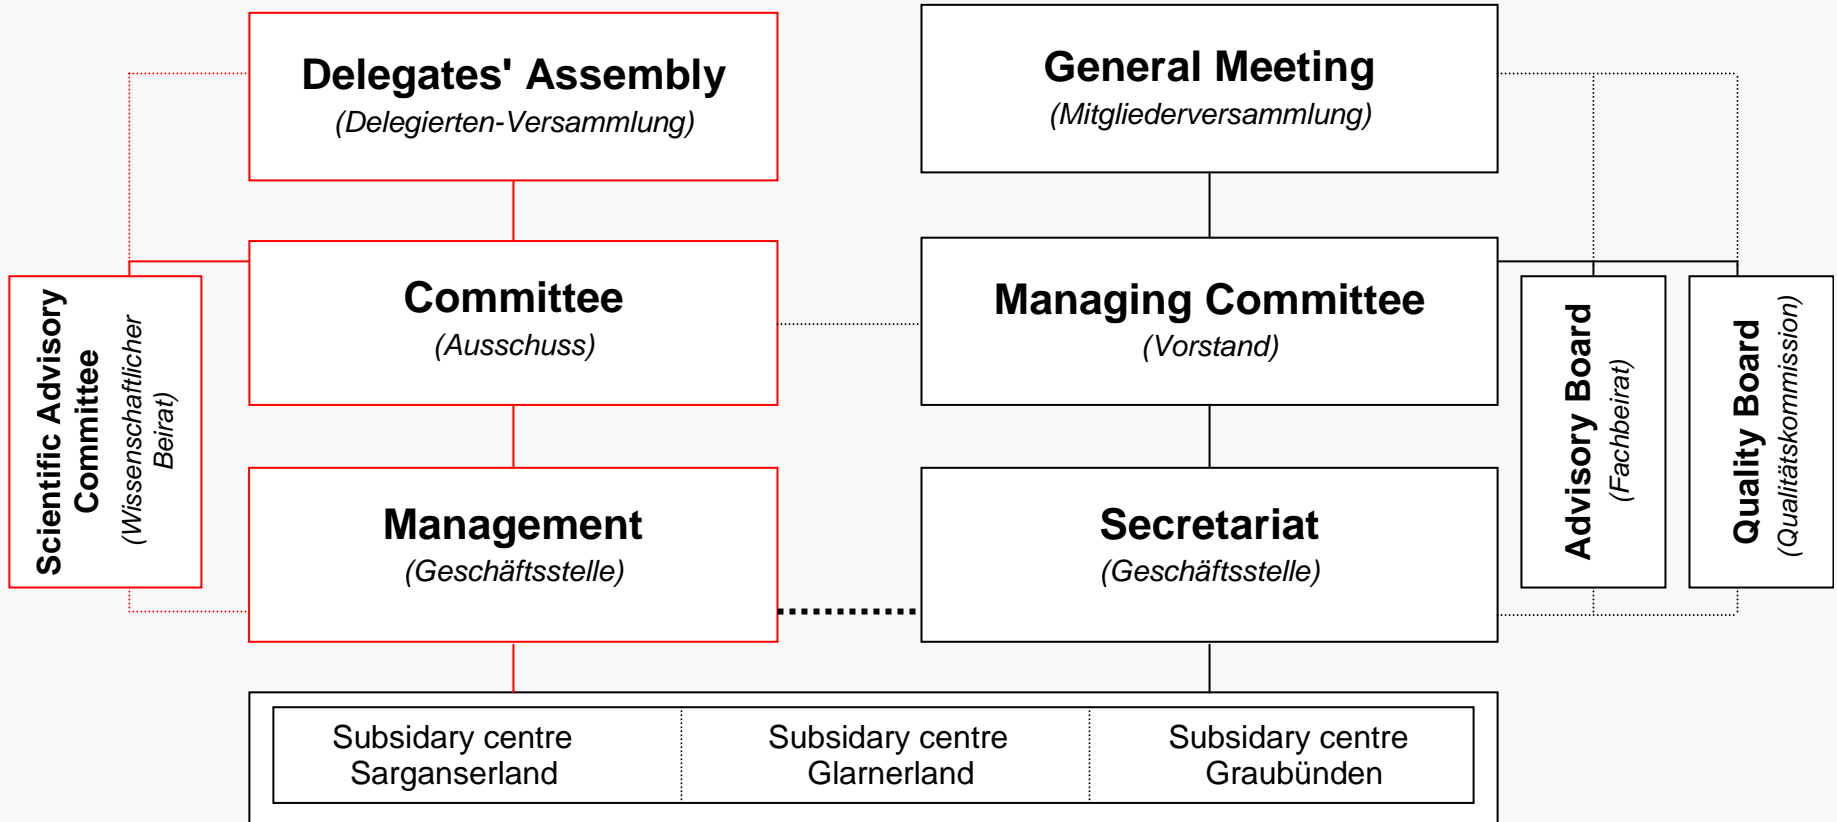 Delegates' Assembly
(Delegierten-Versammlung)
General Meeting
(Mitgliederversammlung)
Scientific Advisory
Committee
(Wissenschaftlicher
Beirat)
Committee
(Ausschuss)
Managing Committee
(Vorstand)
Advisory Board
(Fachbeirat)
Quality Board
(Qualitätskommission)
Management
(Geschäftsstelle)
Secretariat
(Geschäftsstelle)
Subsidary centre
Sarganserland
Subsidary centre
Glarnerland
Subsidary centre
Graubünden